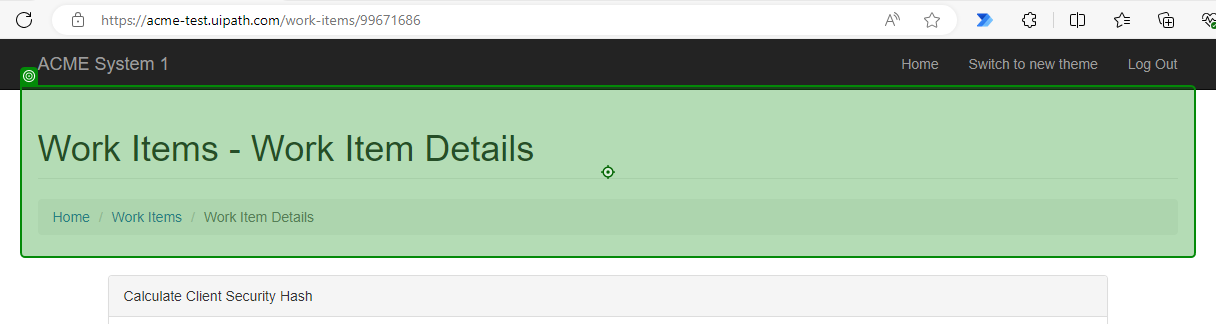 https://acme-test.uipath.com/work-items/99671686
ACME System 1 Home Switch to new theme Log Out
Work Items - Work Item Details
Home / Work Items / Work Item Details
Calculate Client Security Hash